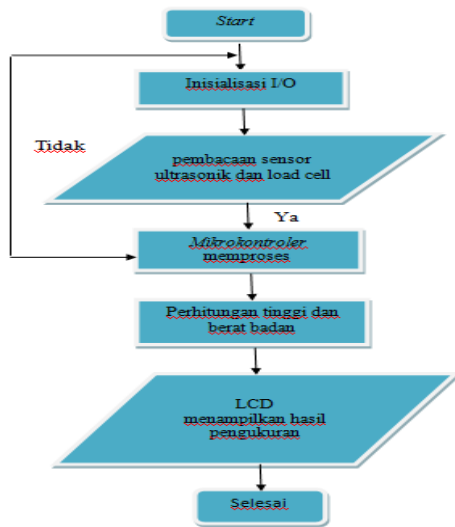 Start
Inisialisasi I/O
Tidak
pembacaan sensor
ultrasonik dan load cell
Ya
Mikrokontroler
memproses
Perhitungan tinggi dan
berat badan
LCD
menampilkan hasil
pengukuran
Selesai